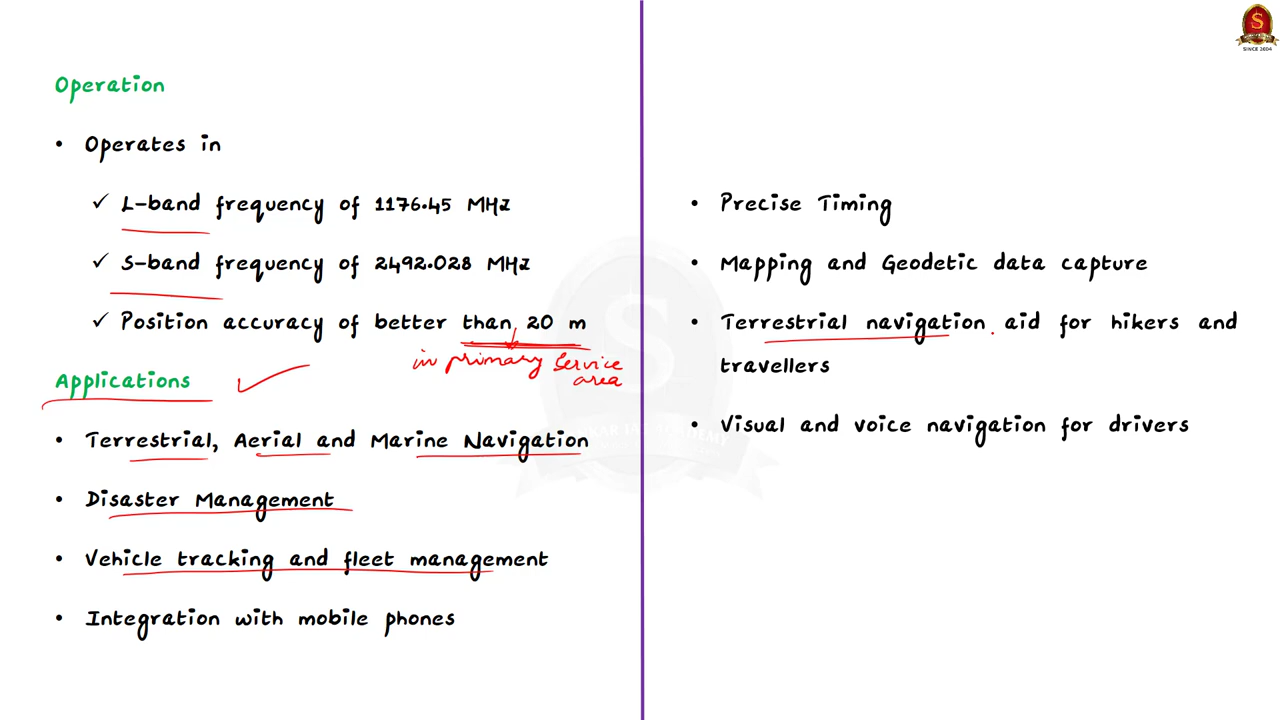 S
SINCE 2004
Operation
• Operates in
✓ L-band frequency of 1176.45 MHz
✓ S-band frequency of 2492.028 MHz
✓ Position accuracy of better than 20 m
in primary service
area
Applications
• Terrestrial, Aerial and Marine Navigation
• Disaster Management
• Vehicle tracking and fleet management
• Integration with mobile phones
• Precise Timing
• Mapping and Geodetic data capture
• Terrestrial navigation aid for hikers and
travellers
• Visual and voice navigation for drivers